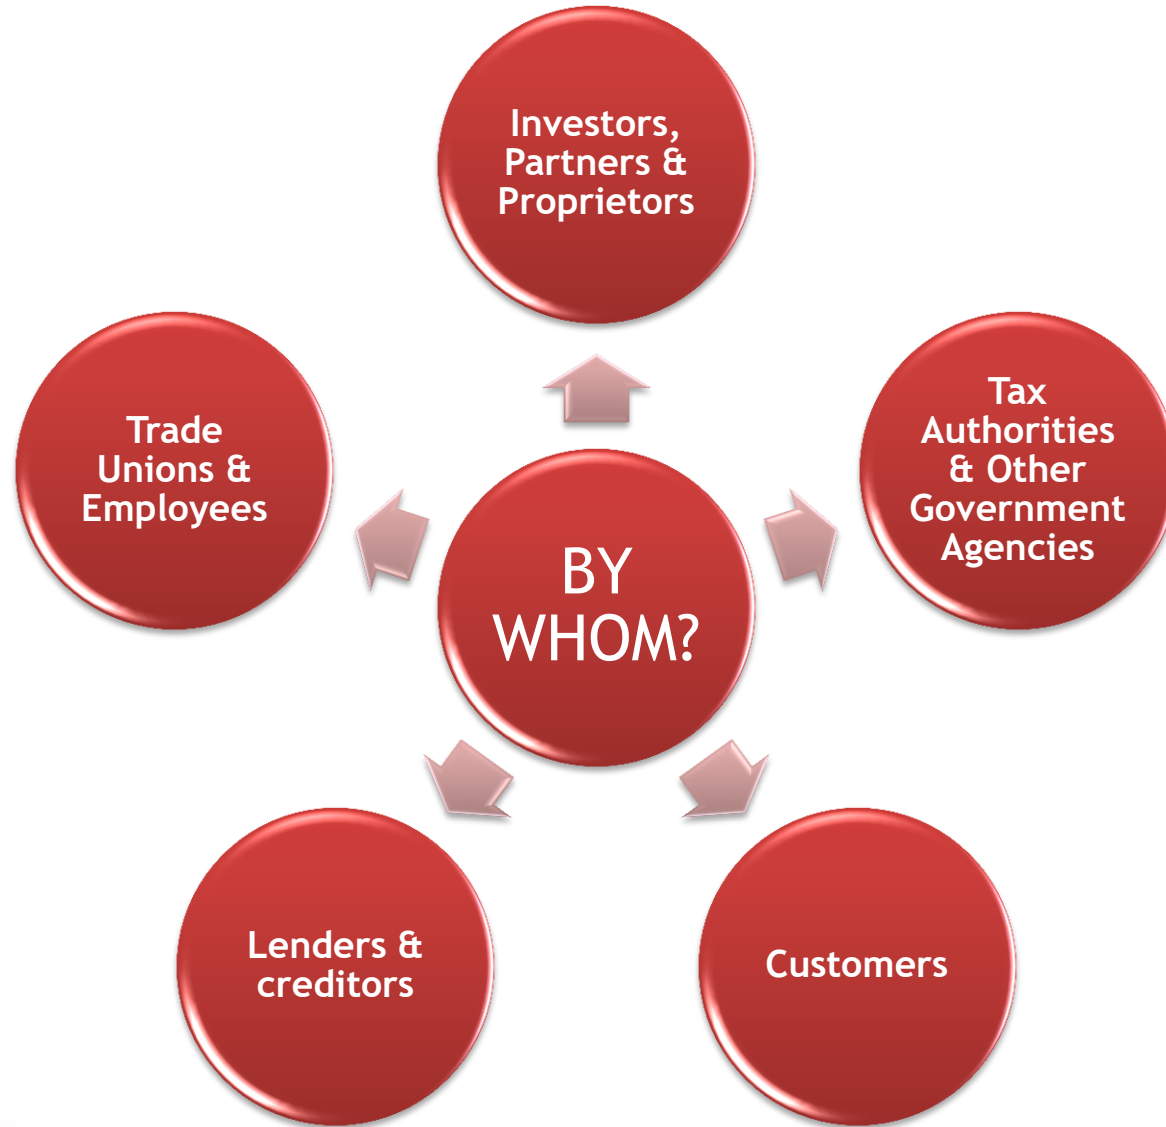 Investors,
Partners &
Proprietors
Tax
Authorities
& Other
Government
Agencies
Customers
Lenders &
creditors
Trade
Unions &
Employees
BY
WHOM?